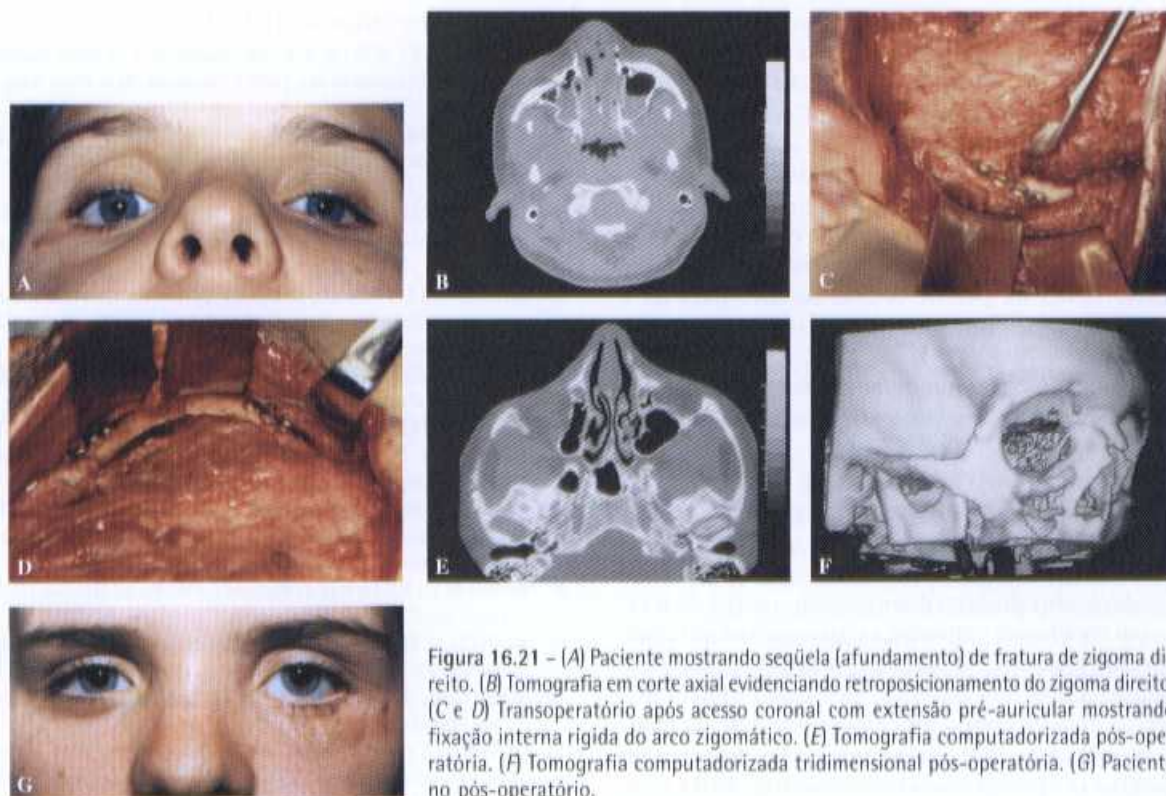 A
B
C
D
E
F
G
Figura 16.21 – (A) Paciente mostrando seqüela (afundamento) de fratura de zigoma di-
reito. (B) Tomografia em corte axial evidenciando retroposicionamento do zigoma direito
(C e D) Transoperatório após acesso coronal com extensão pré-auricular mostrando
fixação interna rígida do arco zigomático. (E) Tomografia computadorizada pós-ope-
ratória. (F) Tomografia computadorizada tridimensional pós-operatória. (G) Pacient
no pós-operatório.